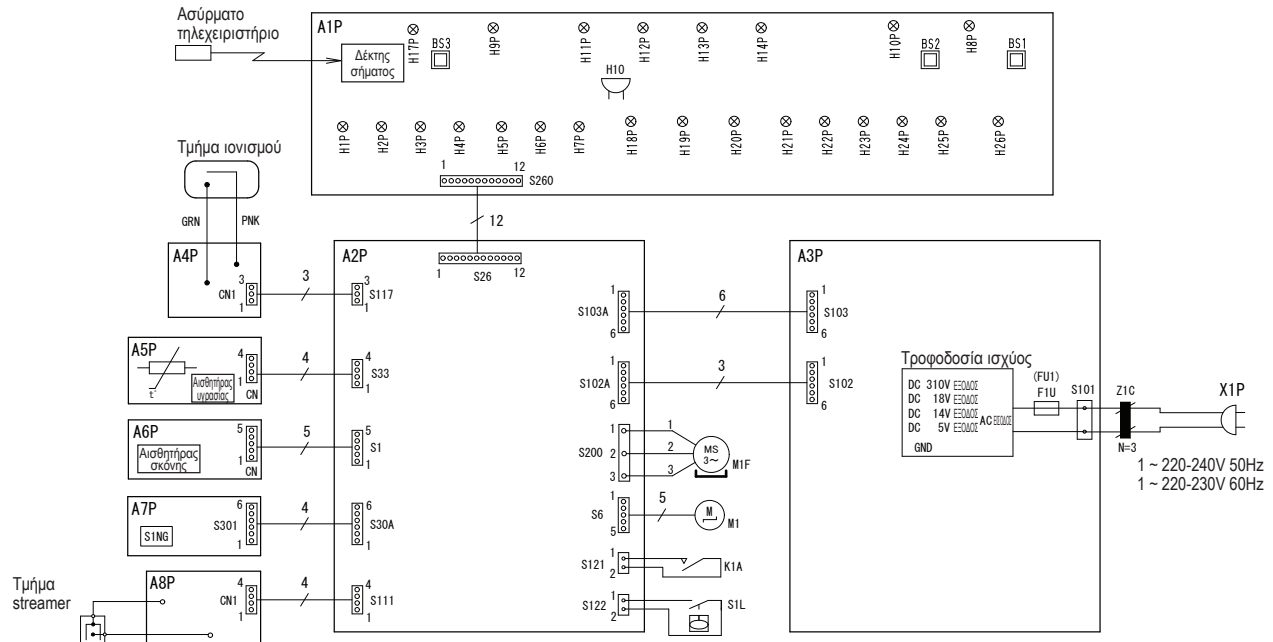 Ασύρματο
τηλεχειριστήριο
A1P
Δέκτης
σήματος
H17P
BS3
H9P
H11P
H12P
H13P
H14P
H10P
BS2
H8P
BS1
H10
H1P
H2P
H3P
H4P
H5P
H6P
H7P
H18P
H19P
H20P
H21P
H22P
H23P
H24P
H25P
H26P
1
12
S260
12
Τμήμα ιονισμού
GRN
PNK
A4P
3
CN1
1
3
A2P
1
S26
12
3
S117
1
A5P
t°
Αισθητήρας
υγρασίας
4
1
CN
4
4
S33
1
A6P
Αισθητήρας
σκόνης
5
1
CN
5
5
S1
1
A7P
S1NG
6
S301
1
4
6
S30A
1
Τμήμα
streamer
A8P
4
CN1
1
4
4
S111
1
1
S103A
6
6
1
S102A
6
3
S200
1
2
3
1
2
3
MS
3~
M1F
1
S6
5
5
M
M1
S121
1
2
K1A
S122
1
2
S1L
A3P
1
S103
6
1
S102
6
Τροφοδοσία ισχύος
DC 310V ΕΞΟΔΟΣ
DC 18V ΕΞΟΔΟΣ
DC 14V ΕΞΟΔΟΣ
DC 5V ΕΞΟΔΟΣ
AC ΕΙΣΟΔΟΣ
GND
(FU1)
F1U
S101
Z1C
N=3
X1P
1 ~ 220-240V 50Hz
1 ~ 220-230V 60Hz